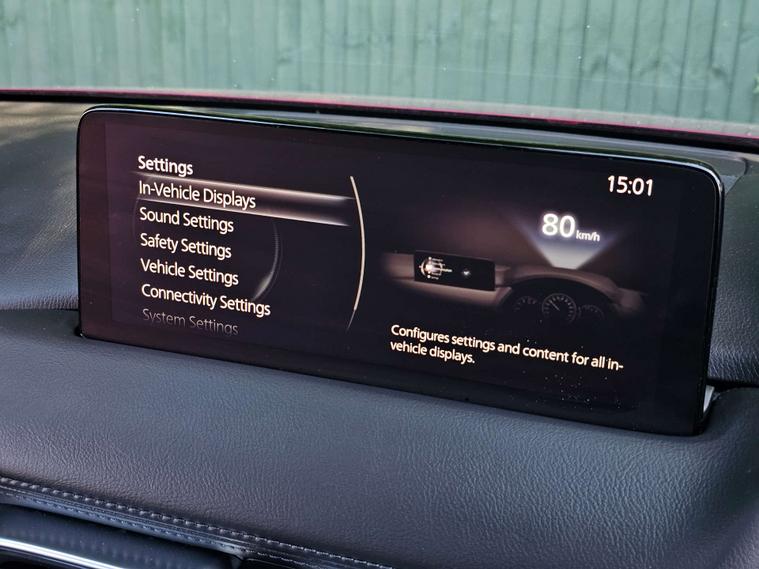 Settings
In-Vehicle Displays
Sound Settings
Safety Settings
Vehicle Settings
Connectivity Settings
System Settings
15:01
80 km/h
Configures settings and content for all in-
vehicle displays.